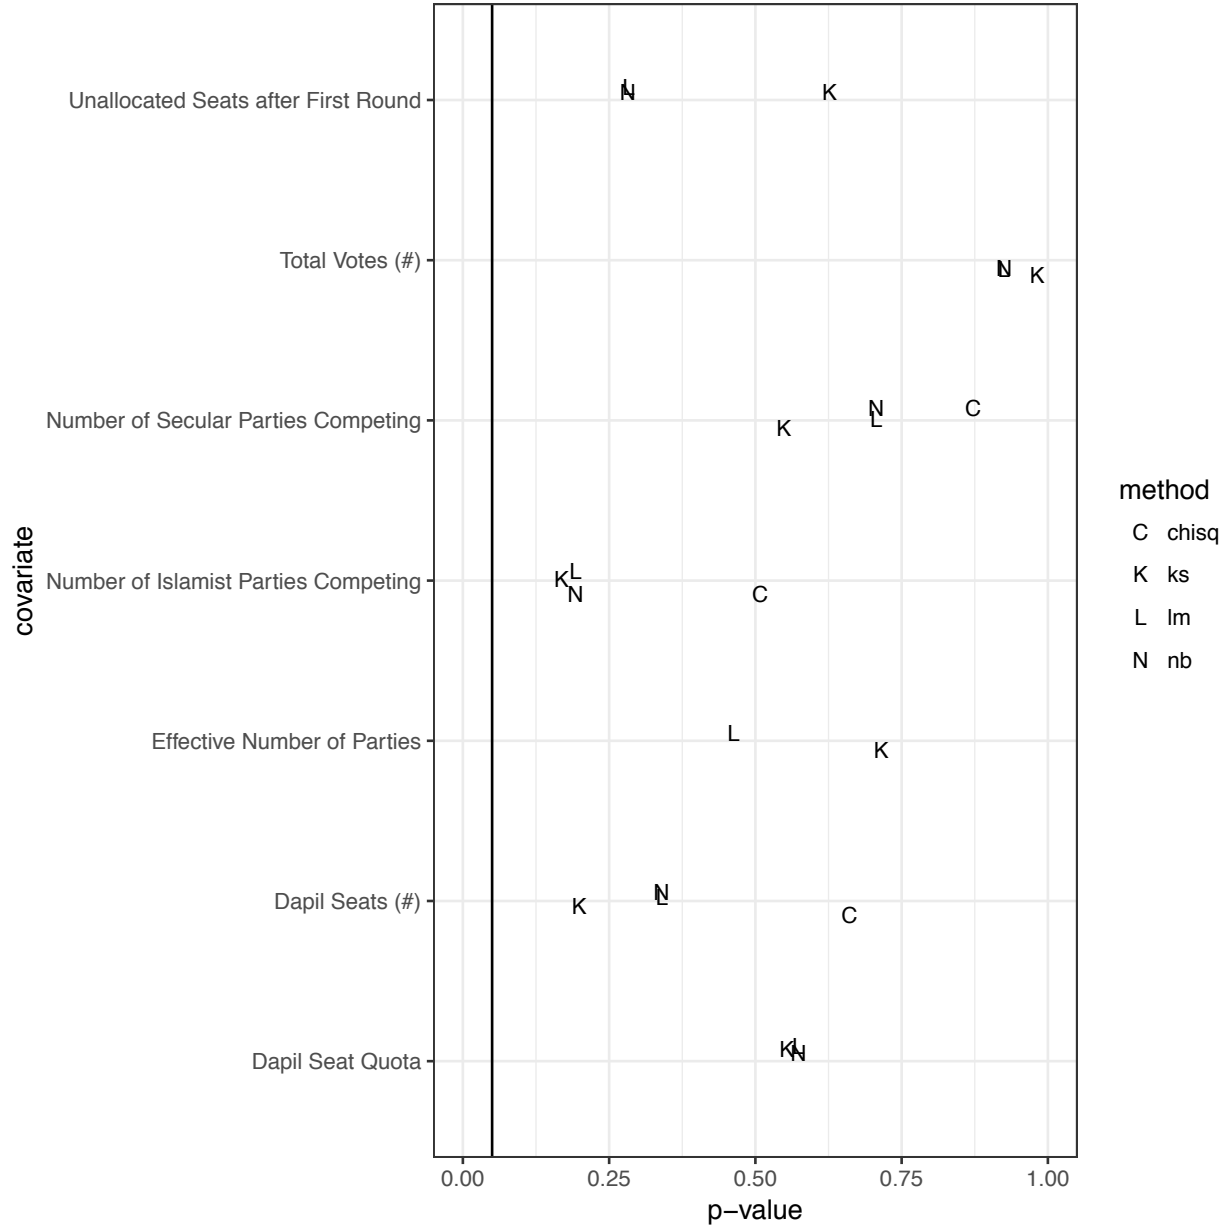 Unallocated Seats after First Round
L
N
K
Total Votes (#)
L
N
K
Number of Secular Parties Competing
N
C
L
K
Number of Islamist Parties Competing
L
K
N
C
Effective Number of Parties
L
K
Dapil Seats (#)
N
L
K
C
Dapil Seat Quota
K
L
N
0.00 0.25 0.50 0.75 1.00
p−value
covariate
method
C chisq
K ks
L lm
N nb